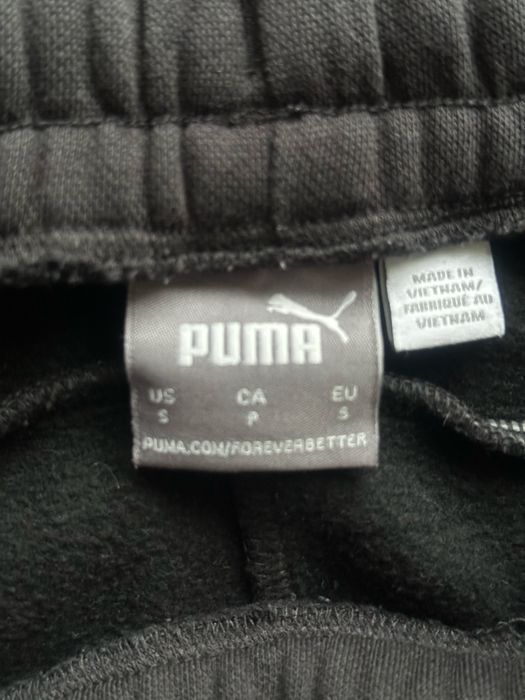 PUMA
US CA EU
S P S
PUMA.COM/FOREVERBETTER
MADE IN
VIETNAM/
FABRIQUÉ AU
VIETNAM